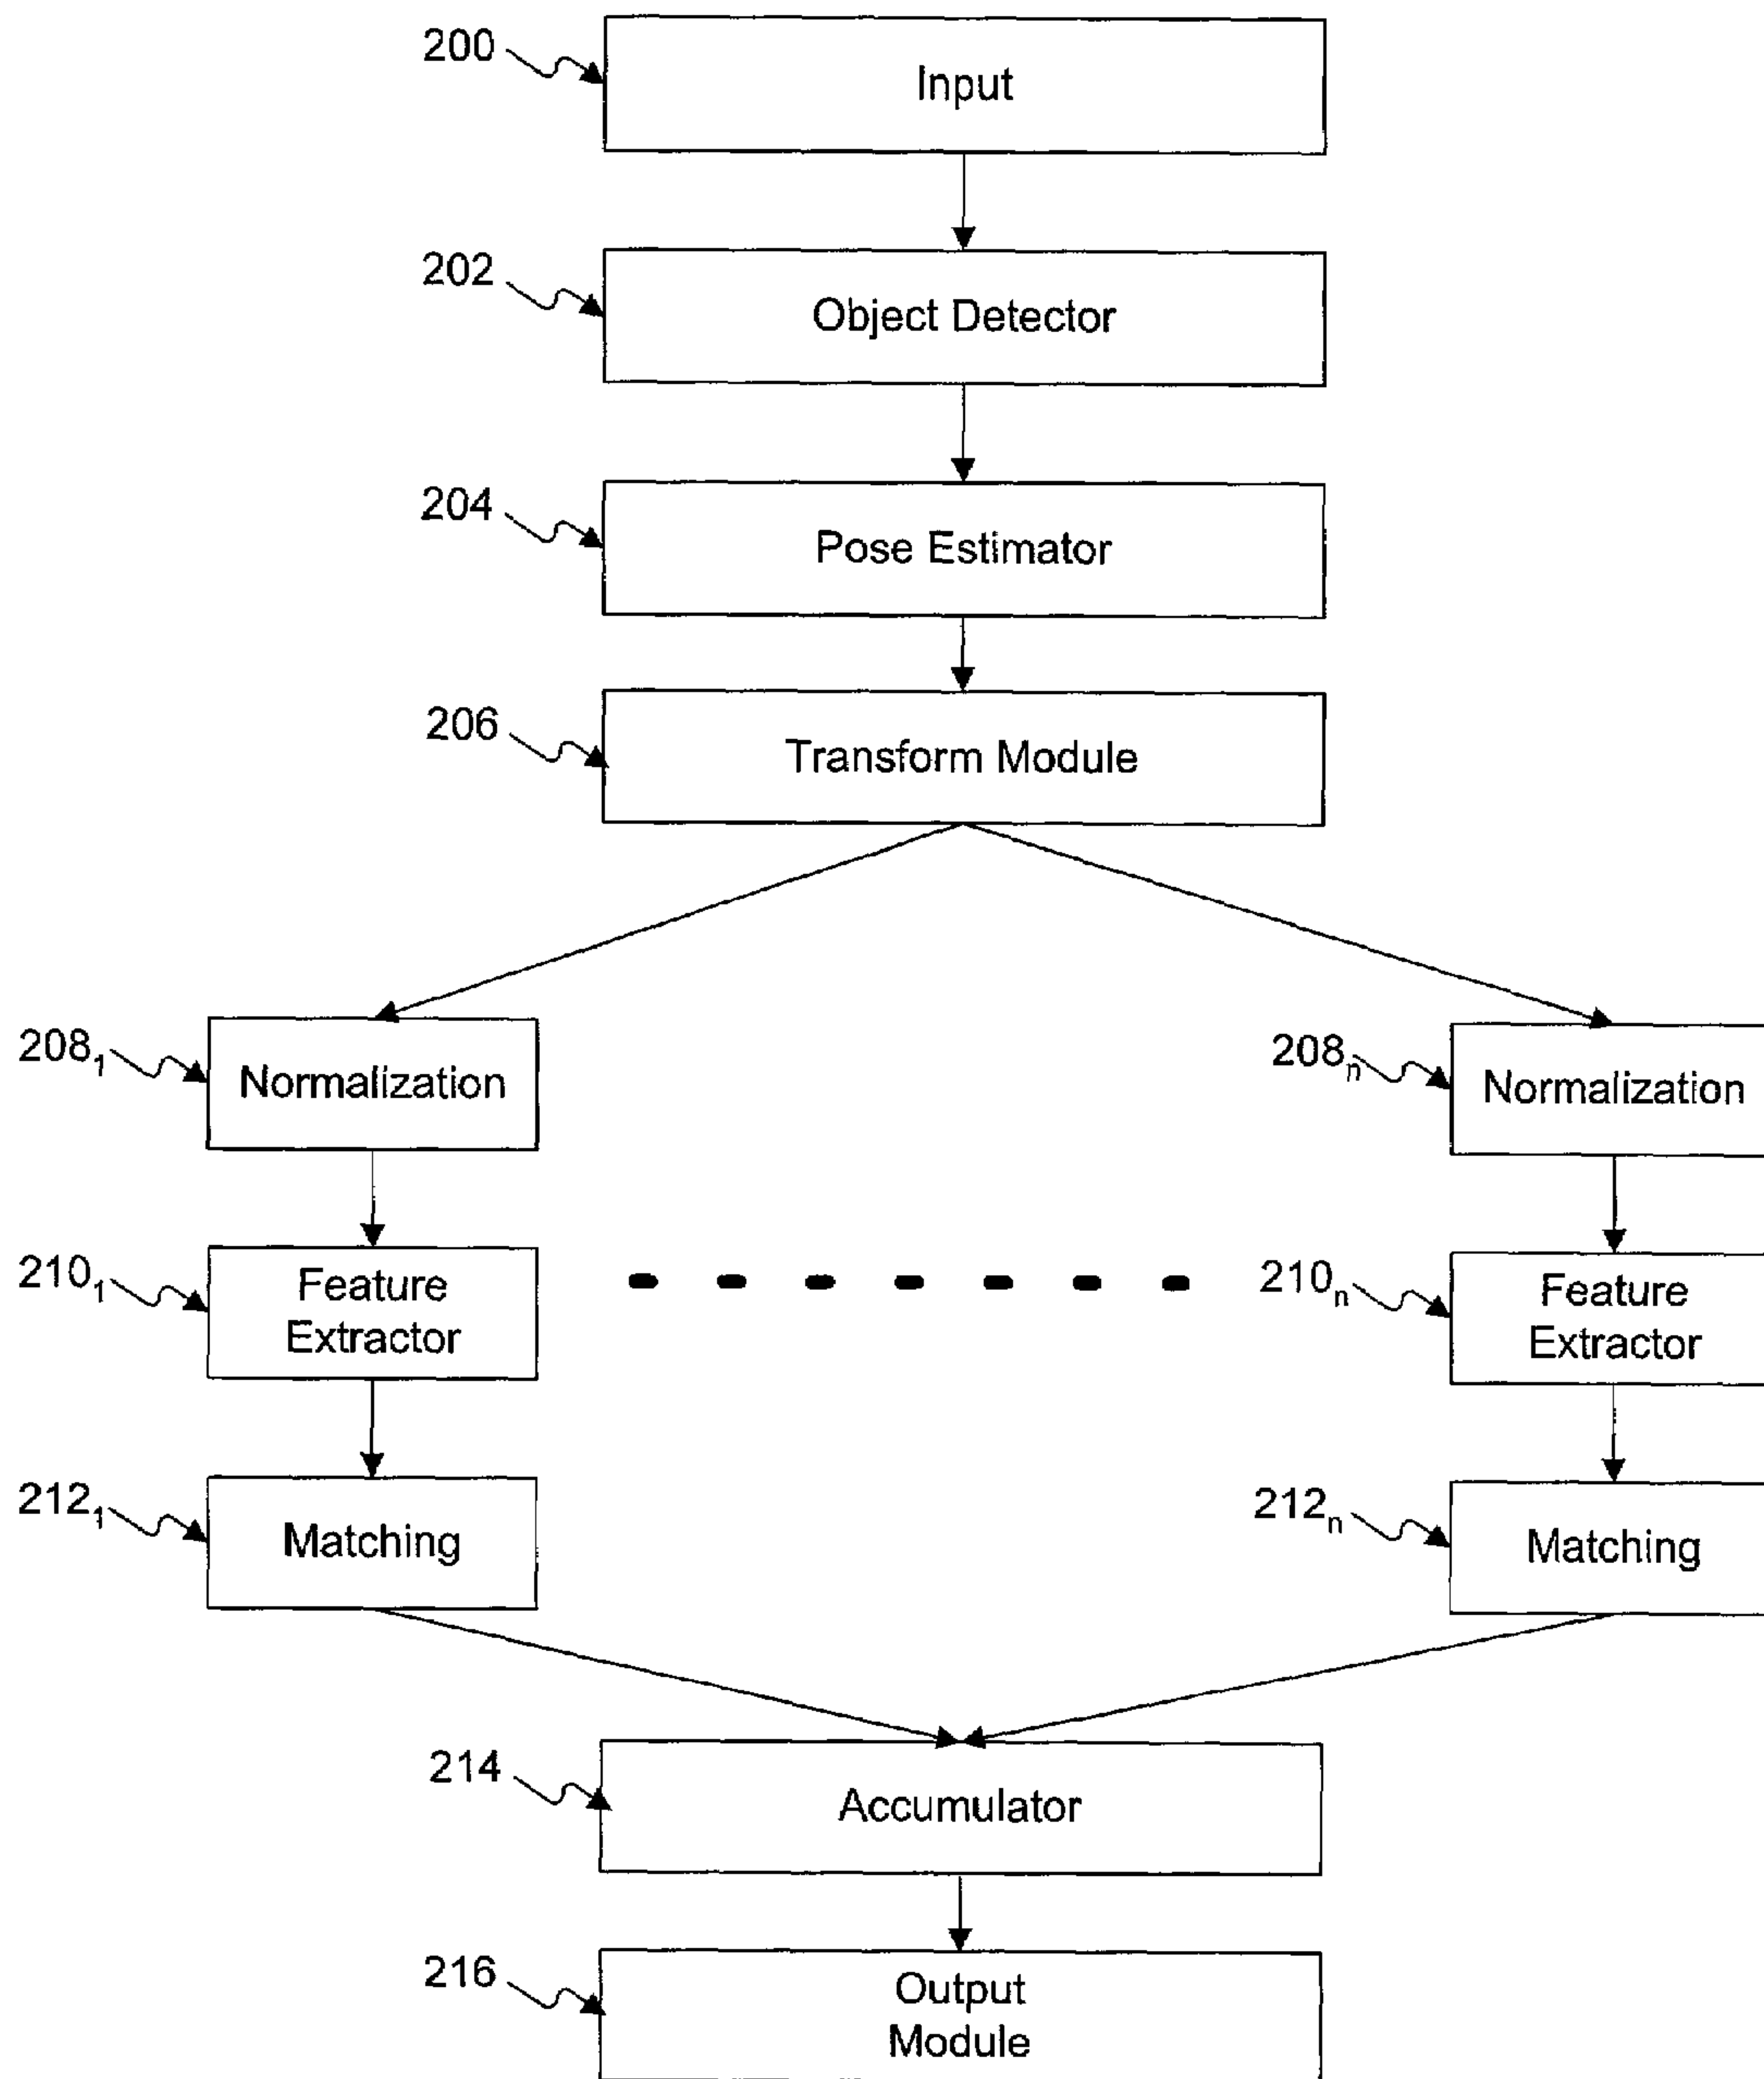 200
Input
202
Object Detector
204
Pose Estimator
206
Transform Module
208₁
Normalization
208ₙ
Normalization
210₁
Feature
Extractor
210ₙ
Feature
Extractor
212₁
Matching
212ₙ
Matching
214
Accumulator
216
Output
Module